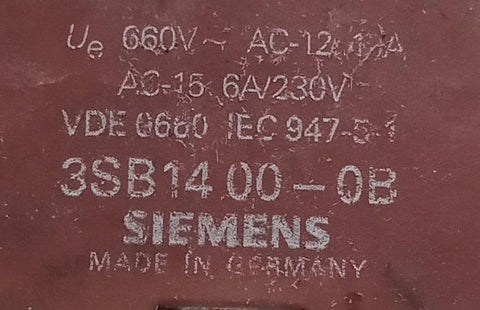 Ue 660V~ AC-12
AC-15 6A/230V
VDE 0660 IEC 947-5-1
3SB14 00-0B
SIEMENS
MADE IN GERMANY